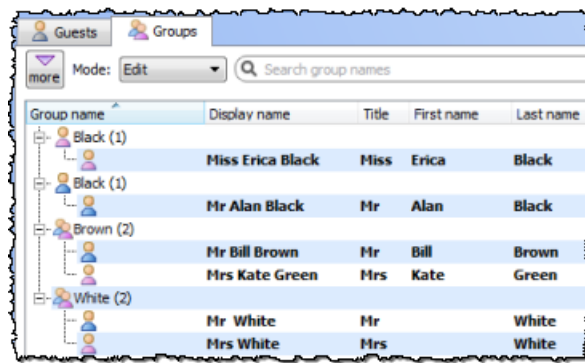 Guests Groups
more Mode: Edit Search group names
Group name Display name Title First name Last name
Black (1)
Miss Erica Black Miss Erica Black
Black (1)
Mr Alan Black Mr Alan Black
Brown (2)
Mr Bill Brown Mr Bill Brown
Mrs Kate Green Mrs Kate Green
White (2)
Mr White Mr White
Mrs White Mrs White